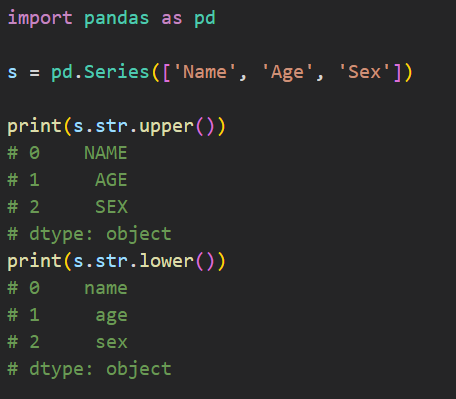 import pandas as pd
s = pd.Series(['Name', 'Age', 'Sex'])
print(s.str.upper())
# 0    NAME
# 1     AGE
# 2     SEX
# dtype: object
print(s.str.lower())
# 0    name
# 1     age
# 2     sex
# dtype: object